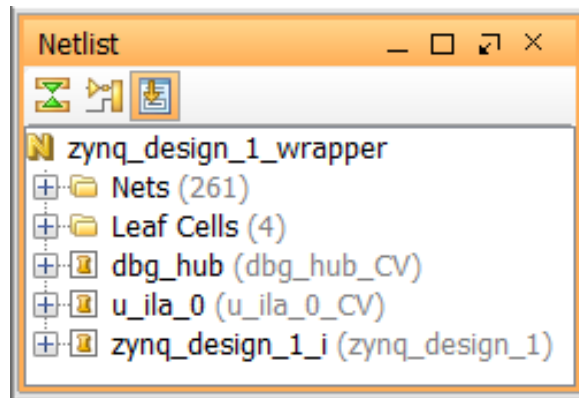 Netlist
zynq_design_1_wrapper
Nets (261)
Leaf Cells (4)
dbg_hub (dbg_hub_CV)
u_ila_0 (u_ila_0_CV)
zynq_design_1_i (zynq_design_1)